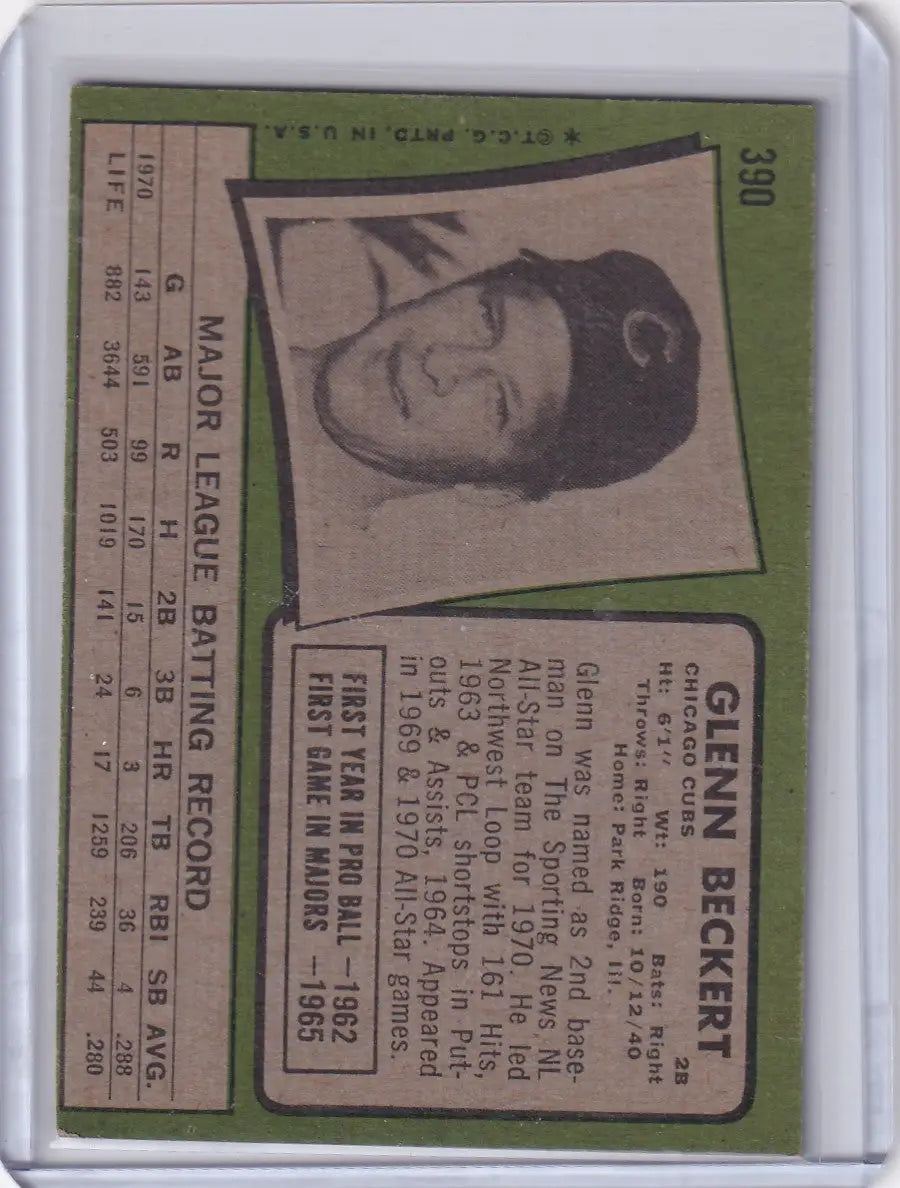 390
* ©T.C.G. PRTD. IN U.S.A.
C
GLENN BECKERT
CHICAGO CUBS 2B
Ht: 6'1" Wt: 190 Bats: Right
Throws: Right Born: 10/12/40
Home: Park Ridge, Ill.
Glenn was named as 2nd base-
man on The Sporting News NL
All-Star team for 1970. He led
Northwest Loop with 161 Hits,
1963 & PCL shortstops in Put-
outs & Assists, 1964. Appeared
in 1969 & 1970 All-Star games.
FIRST YEAR IN PRO BALL —1962
FIRST GAME IN MAJORS —1965
MAJOR LEAGUE BATTING RECORD
G AB R H 2B 3B HR TB RBI SB AVG.
1970 143 591 99 170 15 6 3 206 36 4 .288
LIFE 882 3644 503 1019 141 24 17 1259 239 44 .280